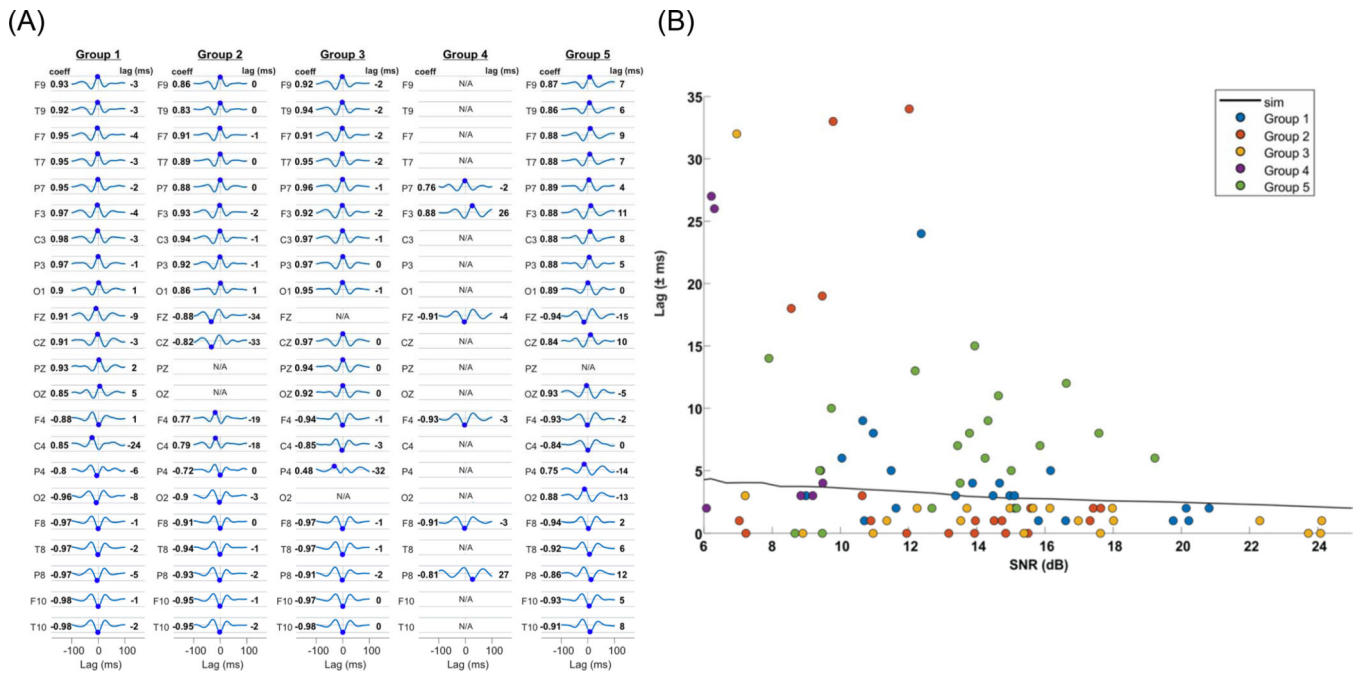 (A)
(B)
Group 1 Group 2 Group 3 Group 4 Group 5
coeff lag (ms) coeff lag (ms) coeff lag (ms) coeff lag (ms) coeff lag (ms)
F9 0.93 -3 F9 0.86 0 F9 0.92 -2 F9 N/A F9 0.87 7
T9 0.92 -3 T9 0.83 0 T9 0.94 -2 T9 N/A T9 0.86 6
F7 0.95 -4 F7 0.91 -1 F7 0.91 -2 F7 N/A F7 0.88 9
T7 0.95 -3 T7 0.89 0 T7 0.95 -2 T7 N/A T7 0.88 7
P7 0.95 -2 P7 0.88 0 P7 0.96 -1 P7 0.76 -2 P7 0.89 4
F3 0.97 -4 F3 0.93 -2 F3 0.92 -2 F3 0.88 26 F3 0.88 11
C3 0.98 -3 C3 0.94 -1 C3 0.97 -1 C3 N/A C3 0.88 8
P3 0.97 -1 P3 0.92 -1 P3 0.97 0 P3 N/A P3 0.88 5
O1 0.9 1 O1 0.86 1 O1 0.95 -1 O1 N/A O1 0.89 0
FZ 0.91 -9 FZ -0.88 -34 FZ N/A FZ -0.91 -4 FZ -0.94 -15
CZ 0.91 -3 CZ -0.82 -33 CZ 0.97 0 CZ N/A CZ 0.84 10
PZ 0.93 2 PZ N/A PZ 0.94 0 PZ N/A PZ N/A
OZ 0.85 5 OZ N/A OZ 0.92 0 OZ N/A OZ 0.93 -5
F4 -0.88 1 F4 0.77 -19 F4 -0.94 -1 F4 -0.93 -3 F4 -0.93 -2
C4 0.85 -24 C4 0.79 -18 C4 -0.85 -3 C4 N/A C4 -0.84 0
P4 -0.8 -6 P4 -0.72 0 P4 0.48 -32 P4 N/A P4 0.75 -14
O2 -0.96 -8 O2 -0.9 -3 O2 N/A O2 N/A O2 0.88 -13
F8 -0.97 -1 F8 -0.91 0 F8 -0.97 -1 F8 -0.91 -3 F8 -0.94 2
T8 -0.97 -2 T8 -0.94 -1 T8 -0.97 -1 T8 N/A T8 -0.92 6
P8 -0.97 -5 P8 -0.93 -2 P8 -0.91 -2 P8 -0.81 27 P8 -0.86 12
F10 -0.98 -1 F10 -0.95 -1 F10 -0.97 0 F10 N/A F10 -0.93 5
T10 -0.98 -2 T10 -0.95 -2 T10 -0.98 0 T10 N/A T10 -0.91 8
-100 0 100 -100 0 100 -100 0 100 -100 0 100 -100 0 100
Lag (ms) Lag (ms) Lag (ms) Lag (ms) Lag (ms)
35
30
25
20
15
10
5
0
Lag (± ms)
6 8 10 12 14 16 18 20 22 24
SNR (dB)
sim
Group 1
Group 2
Group 3
Group 4
Group 5